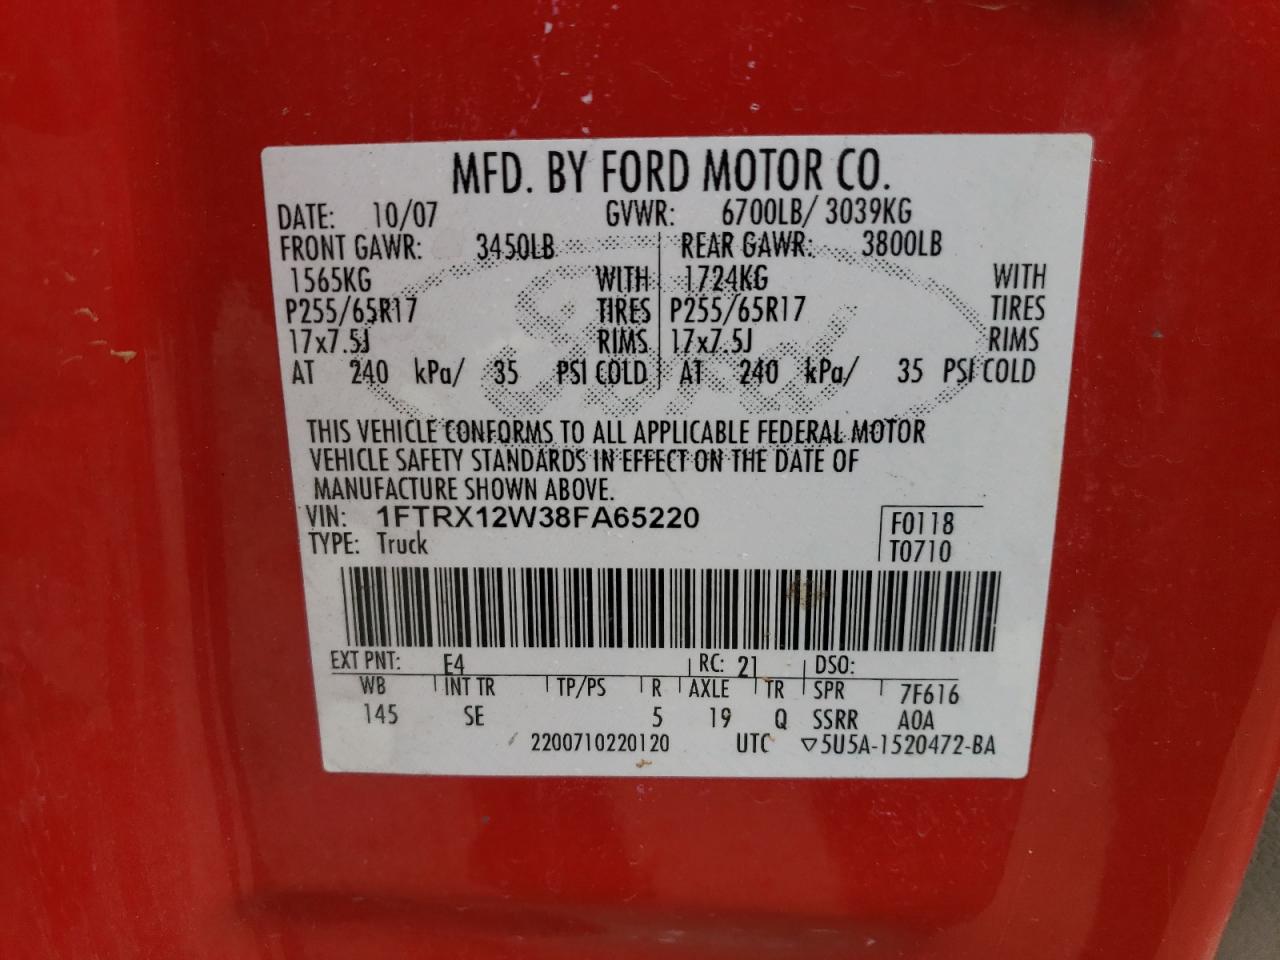 MFD. BY FORD MOTOR CO.
DATE: 10/07 GVWR: 6700LB/ 3039KG
FRONT GAWR: 3450LB REAR GAWR: 3800LB
1565KG WITH 1724KG WITH
P255/65R17 TIRES P255/65R17 TIRES
17x7.5J RIMS 17x7.5J RIMS
AT 240 kPa/ 35 PSI COLD AT 240 kPa/ 35 PSI COLD
Ford
THIS VEHICLE CONFORMS TO ALL APPLICABLE FEDERAL MOTOR
VEHICLE SAFETY STANDARDS IN EFFECT ON THE DATE OF
MANUFACTURE SHOWN ABOVE.
VIN: 1FTRX12W38FA65220 F0118
TYPE: Truck T0710
EXT PNT: E4 RC: 21 DSO:
WB INT TR TP/PS R AXLE TR SPR 7F616
145 SE 5 19 Q SSRR A0A
2200710220120 UTC ▽5U5A-1520472-BA